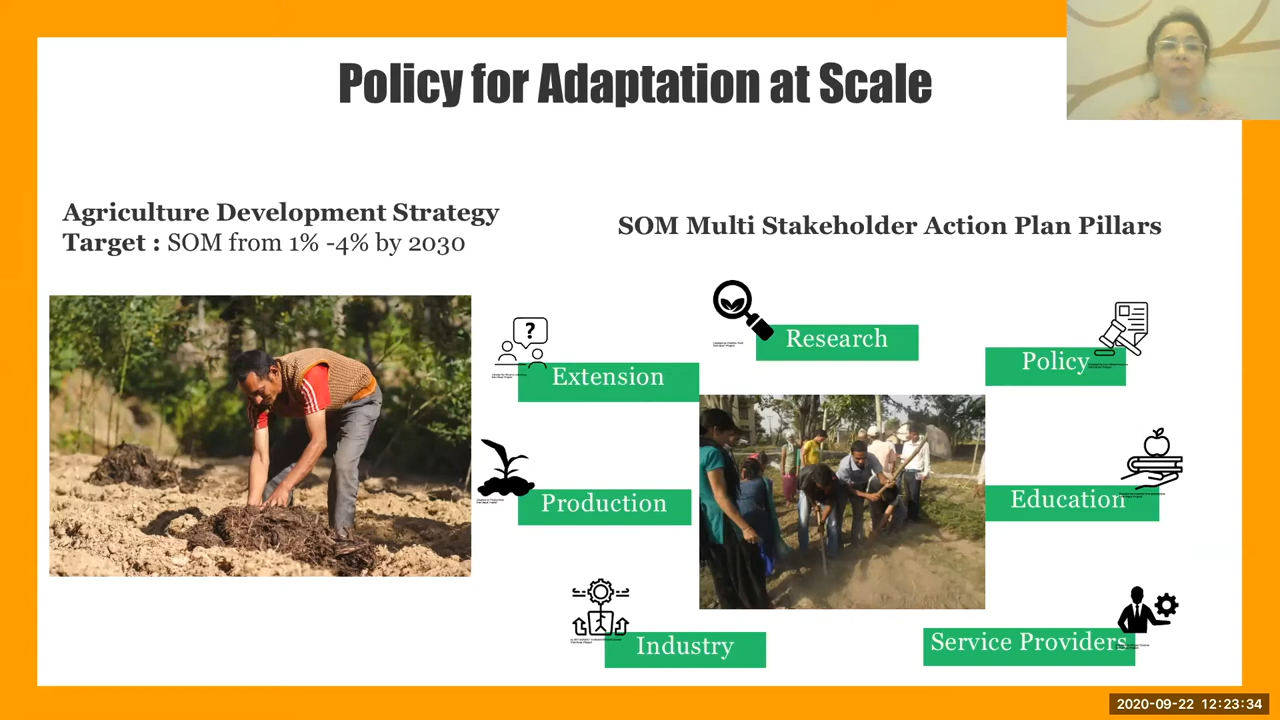 Policy for Adaptation at Scale
Agriculture Development Strategy
Target : SOM from 1% -4% by 2030
SOM Multi Stakeholder Action Plan Pillars
?
Research
Policy
Extension
Production
Education
Industry
Service Providers
2020-09-22 12:23:34